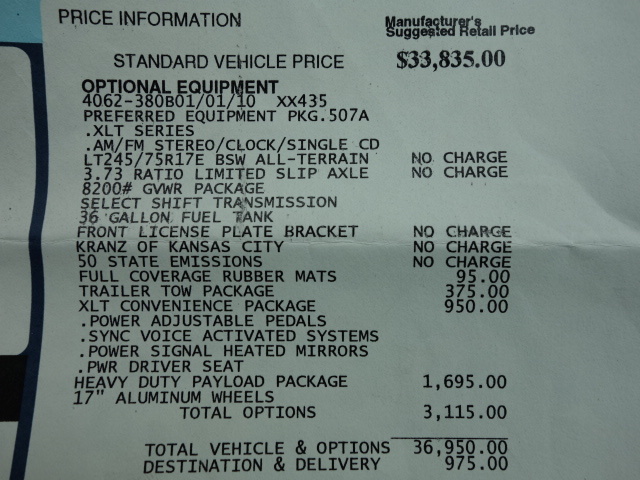 PRICE INFORMATION Manufacturer's
Suggested Retail Price
STANDARD VEHICLE PRICE $33,835.00
OPTIONAL EQUIPMENT
4062-380B01/01/10 XX435
PREFERRED EQUIPMENT PKG.507A
.XLT SERIES
.AM/FM STEREO/CLOCK/SINGLE CD
LT245/75R17E BSW ALL-TERRAIN NO CHARGE
3.73 RATIO LIMITED SLIP AXLE NO CHARGE
8200# GVWR PACKAGE
SELECT SHIFT TRANSMISSION
36 GALLON FUEL TANK
FRONT LICENSE PLATE BRACKET NO CHARGE
KRANZ OF KANSAS CITY NO CHARGE
50 STATE EMISSIONS NO CHARGE
FULL COVERAGE RUBBER MATS 95.00
TRAILER TOW PACKAGE 375.00
XLT CONVENIENCE PACKAGE 950.00
.POWER ADJUSTABLE PEDALS
.SYNC VOICE ACTIVATED SYSTEMS
.POWER SIGNAL HEATED MIRRORS
.PWR DRIVER SEAT
HEAVY DUTY PAYLOAD PACKAGE 1,695.00
17" ALUMINUM WHEELS
TOTAL OPTIONS 3,115.00
TOTAL VEHICLE & OPTIONS 36,950.00
DESTINATION & DELIVERY 975.00